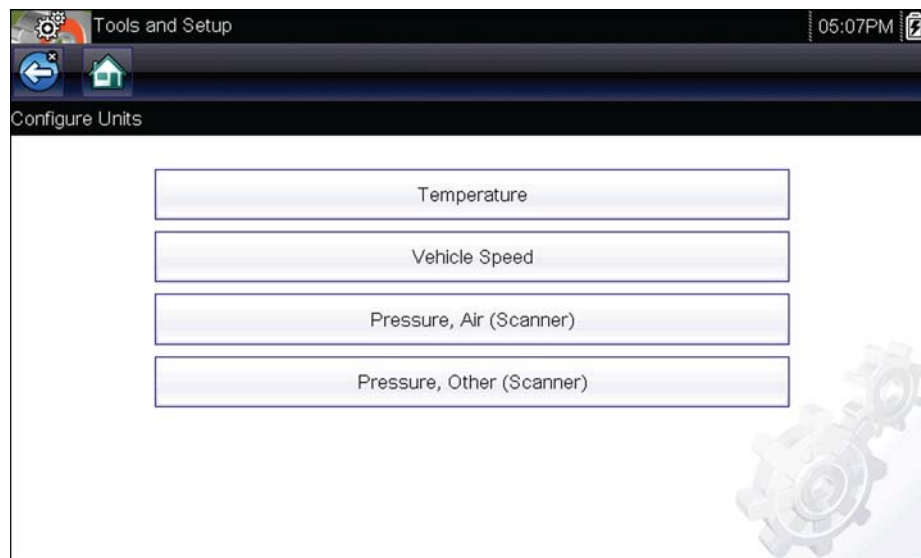 Tools and Setup 05:07PM
Configure Units
Temperature
Vehicle Speed
Pressure, Air (Scanner)
Pressure, Other (Scanner)